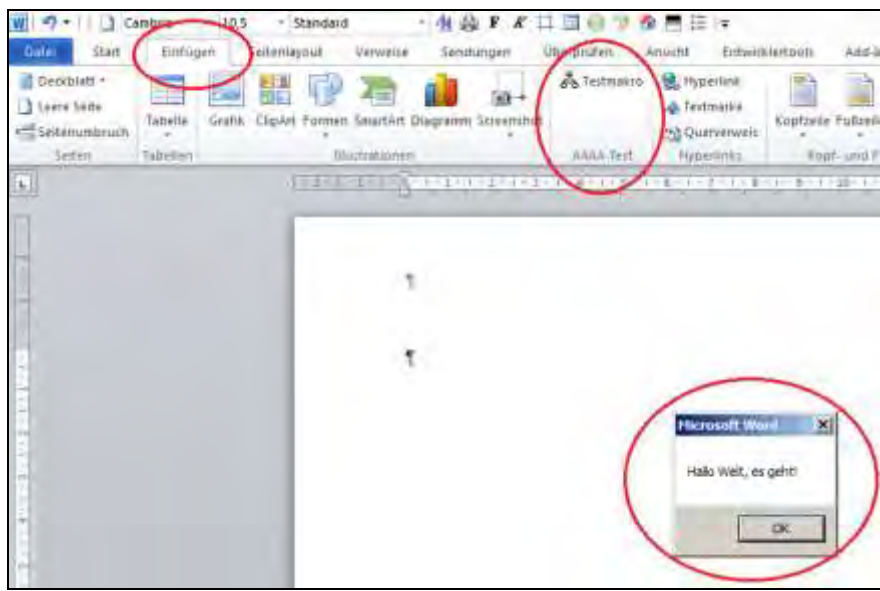 Cambria 10,5 Standard F K
Datei Start Einfügen Seitenlayout Verweise Sendungen Überprüfen Ansicht Entwicklertools Add-
Deckblatt
Leere Seite
Seitenumbruch
Tabelle Grafik ClipArt Formen SmartArt Diagramm Screenshot
Testmakro
Hyperlink
Textmarke
Querverweis
Kopfzeile Fußzeile
Seiten Tabellen Illustrationen AAAA-Test Hyperlinks Kopf- und F
¶
¶
Microsoft Word
Hallo Welt, es geht!
OK